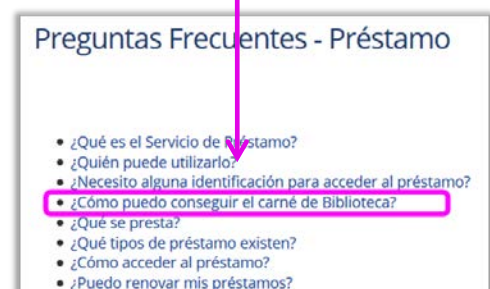 Preguntas Frecuentes - Préstamo
• ¿Qué es el Servicio de Préstamo?
• ¿Quién puede utilizarlo?
• ¿Necesito alguna identificación para acceder al préstamo?
• ¿Cómo puedo conseguir el carné de Biblioteca?
• ¿Qué se presta?
• ¿Qué tipos de préstamo existen?
• ¿Cómo acceder al préstamo?
• ¿Puedo renovar mis préstamos?